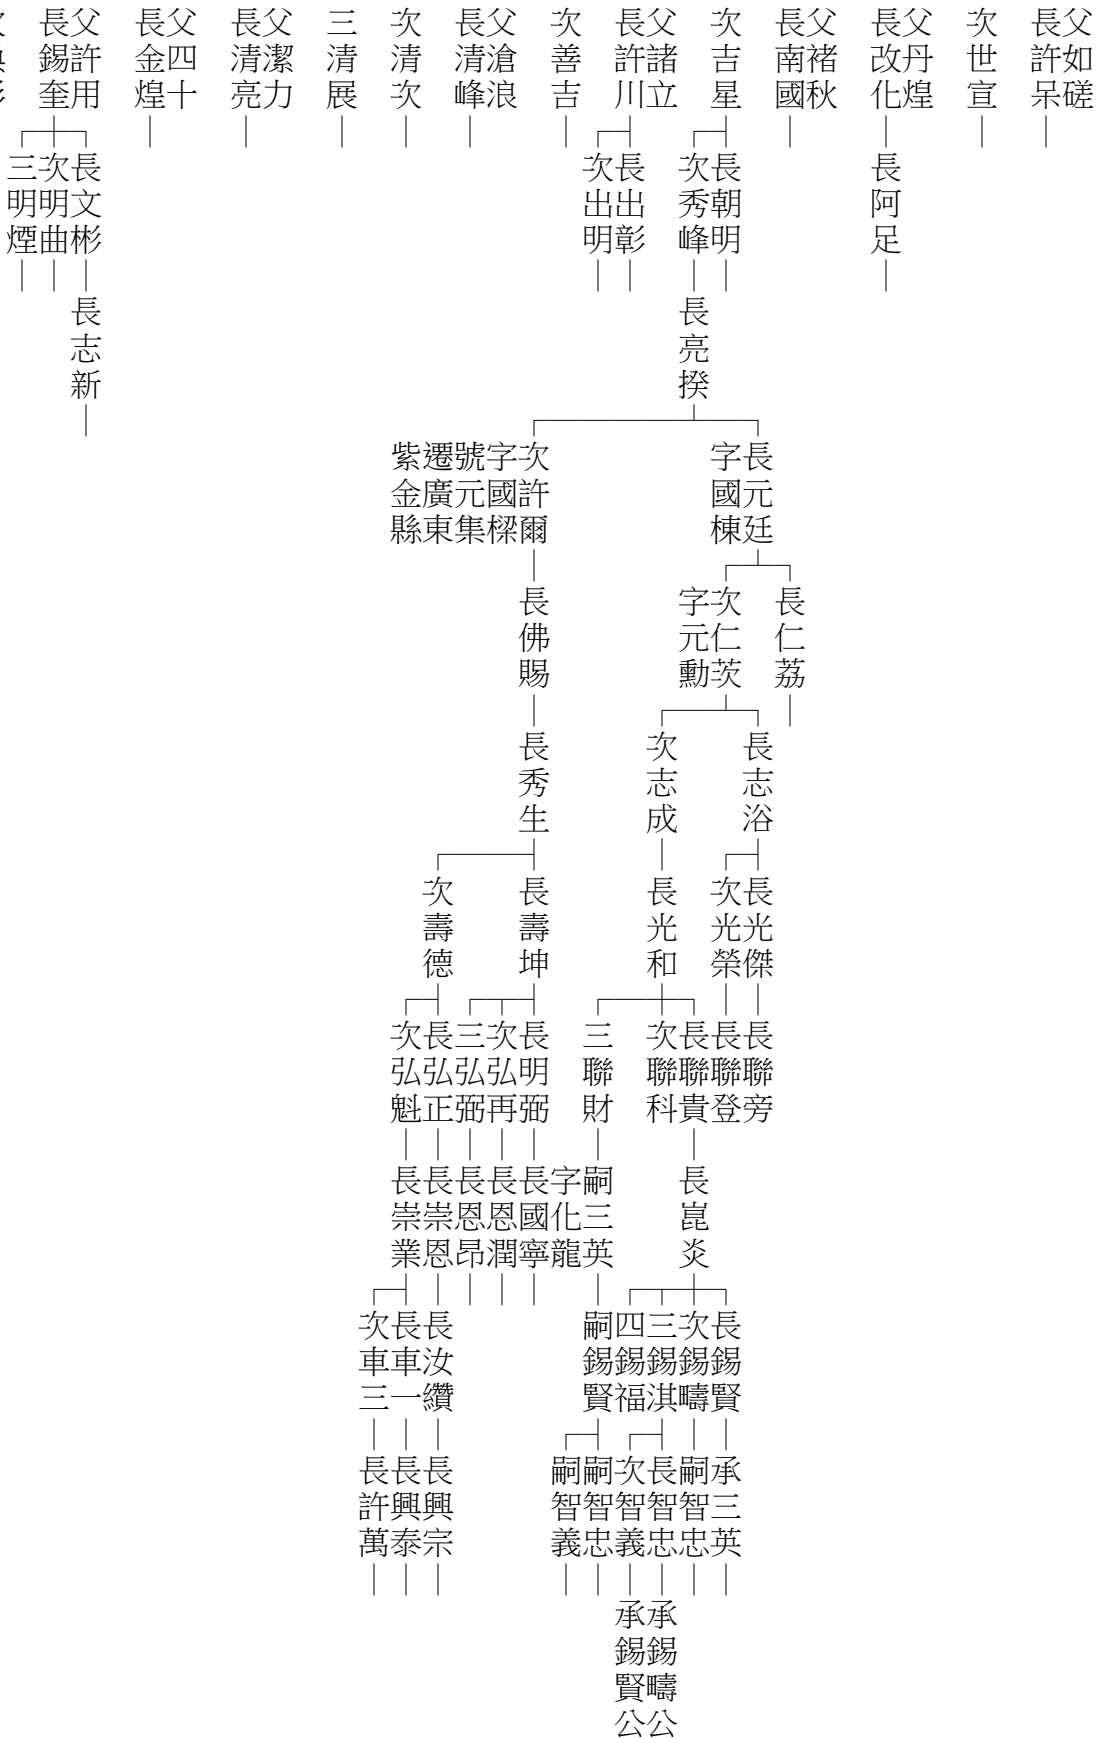 父如磋
長許呆
次世宣
父丹煌
長改化
父褚秋
長南國
次吉星
父諸立
長許川
次善吉
父滄浪
長清峰
次清次
三清展
父潔力
長清亮
父四十
長金煌
父許用
長錫奎
長阿足
長朝明
次秀峰
長出彰
次出明
長文彬
次明曲
三明煙
長亮揆
長志新
長元廷
字國棟
次許爾
字國樑
號元集
遷廣東
紫金縣
長仁荔
次仁茨
字元勳
長佛賜
長志浴
次志成
長秀生
長光傑
次光榮
長光和
長壽坤
次壽德
長聯旁
長聯登
長聯貴
次聯科
三聯財
長明弼
次弘再
三弘弼
長弘正
次弘魁
長崑炎
嗣三英
字化龍
長國寧
長恩潤
長恩昂
長崇恩
長崇業
長錫賢
次錫疇
三錫淇
四錫福
嗣錫賢
長汝纘
長車一
次車三
承三英
嗣智忠
長智忠
次智義
嗣智忠
嗣智義
長興宗
長興泰
長許萬
承錫疇公
承錫賢公